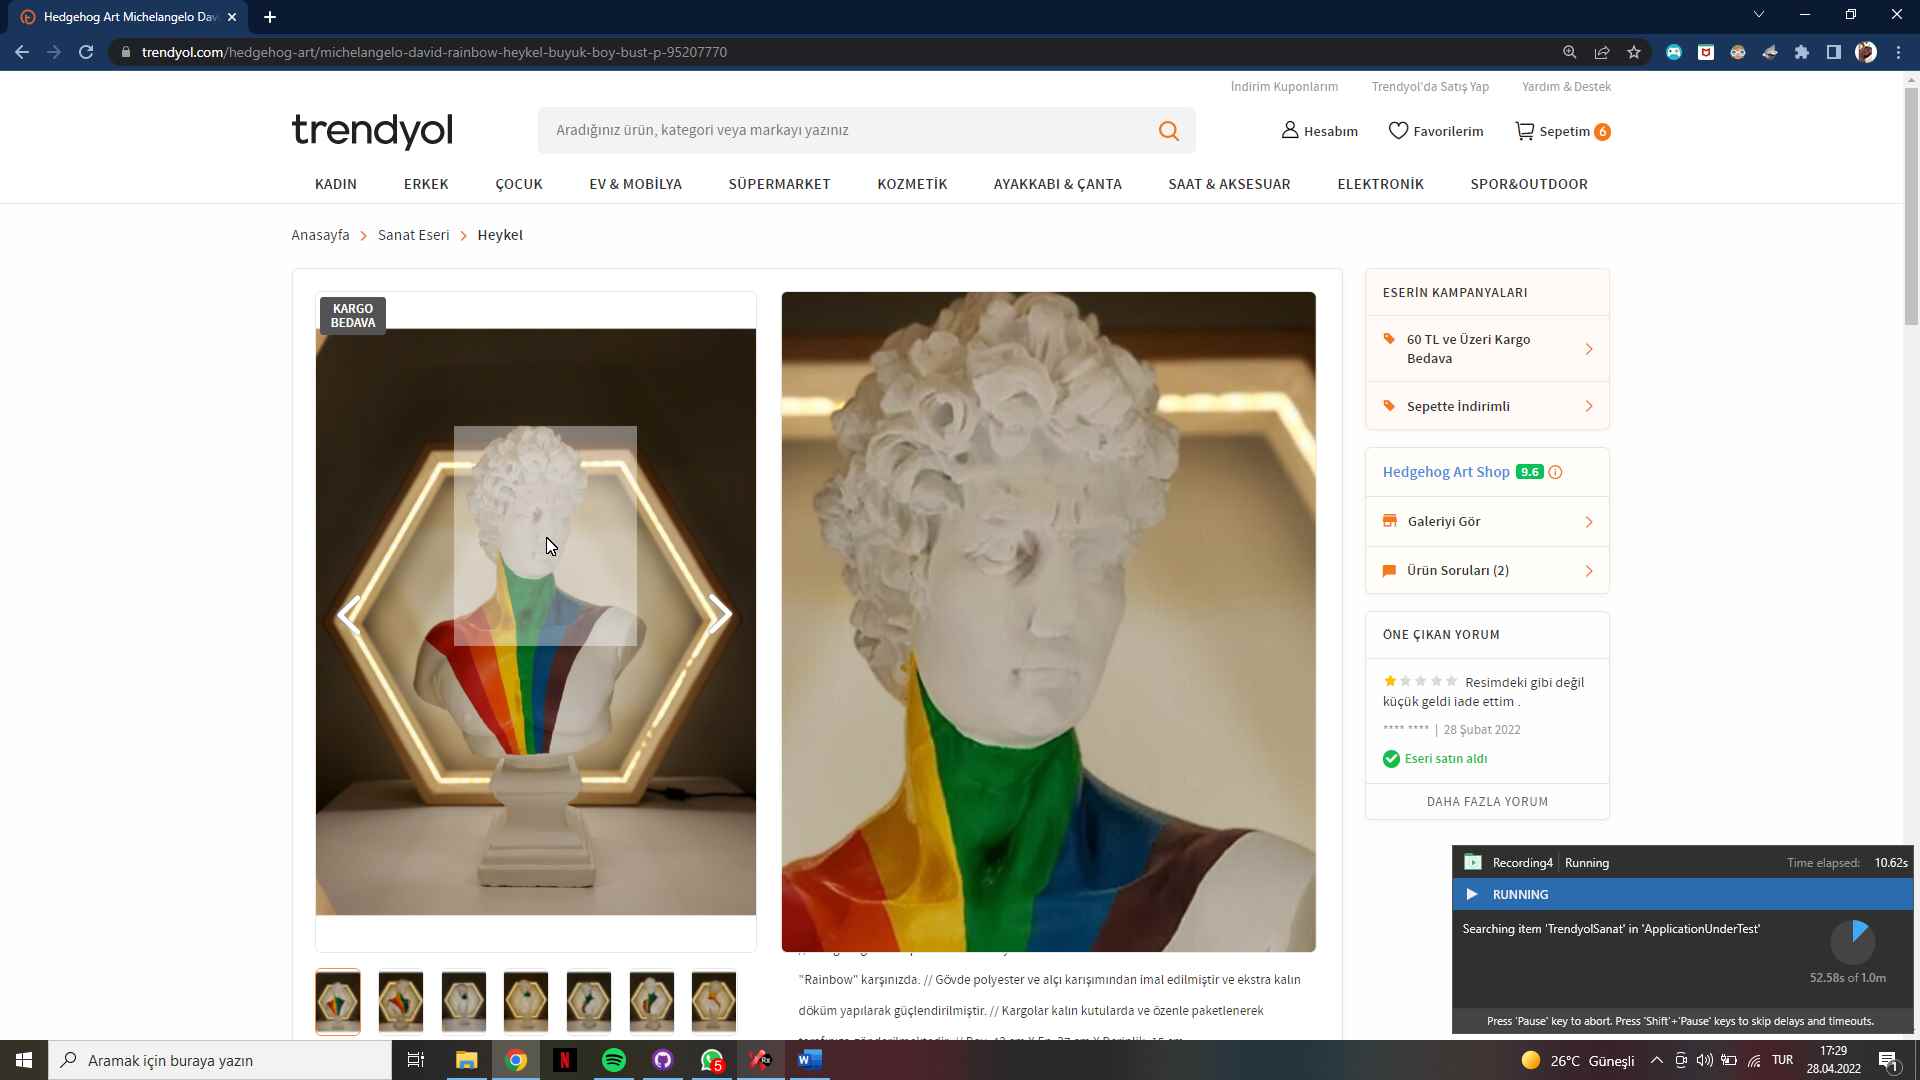 Hedgehog Art Michelangelo Dav
trendyol.com/hedgehog-art/michelangelo-david-rainbow-heykel-buyuk-boy-bust-p-95207770
İndirim Kuponlarım
Trendyol'da Satış Yap
Yardım & Destek
trendyol
Aradığınız ürün, kategori veya markayı yazınız
Hesabım
Favorilerim
Sepetim 6
KADIN
ERKEK
ÇOCUK
EV & MOBİLYA
SÜPERMARKET
KOZMETİK
AYAKKABI & ÇANTA
SAAT & AKSESUAR
ELEKTRONİK
SPOR&OUTDOOR
Anasayfa > Sanat Eseri > Heykel
KARGO
BEDAVA
"Rainbow" karşınızda. // Gövde polyester ve alçı karışımından imal edilmiştir ve ekstra kalın
döküm yapılarak güçlendirilmiştir. // Kargolar kalın kutularda ve özenle paketlenerek
ESERİN KAMPANYALARI
60 TL ve Üzeri Kargo
Bedava
Sepette İndirimli
Hedgehog Art Shop 9.6
Galeriyi Gör
Ürün Soruları (2)
ÖNE ÇIKAN YORUM
Resimdeki gibi değil
küçük geldi iade ettim .
**** **** | 28 Şubat 2022
Eseri satın aldı
DAHA FAZLA YORUM
Recording4 Running
Time elapsed: 10.62s
RUNNING
Searching item 'TrendyolSanat' in 'ApplicationUnderTest'
52.58s of 1.0m
Press 'Pause' key to abort. Press 'Shift'+'Pause' keys to skip delays and timeouts.
Aramak için buraya yazın
5
26°C Güneşli
TUR
17:29
28.04.2022
1